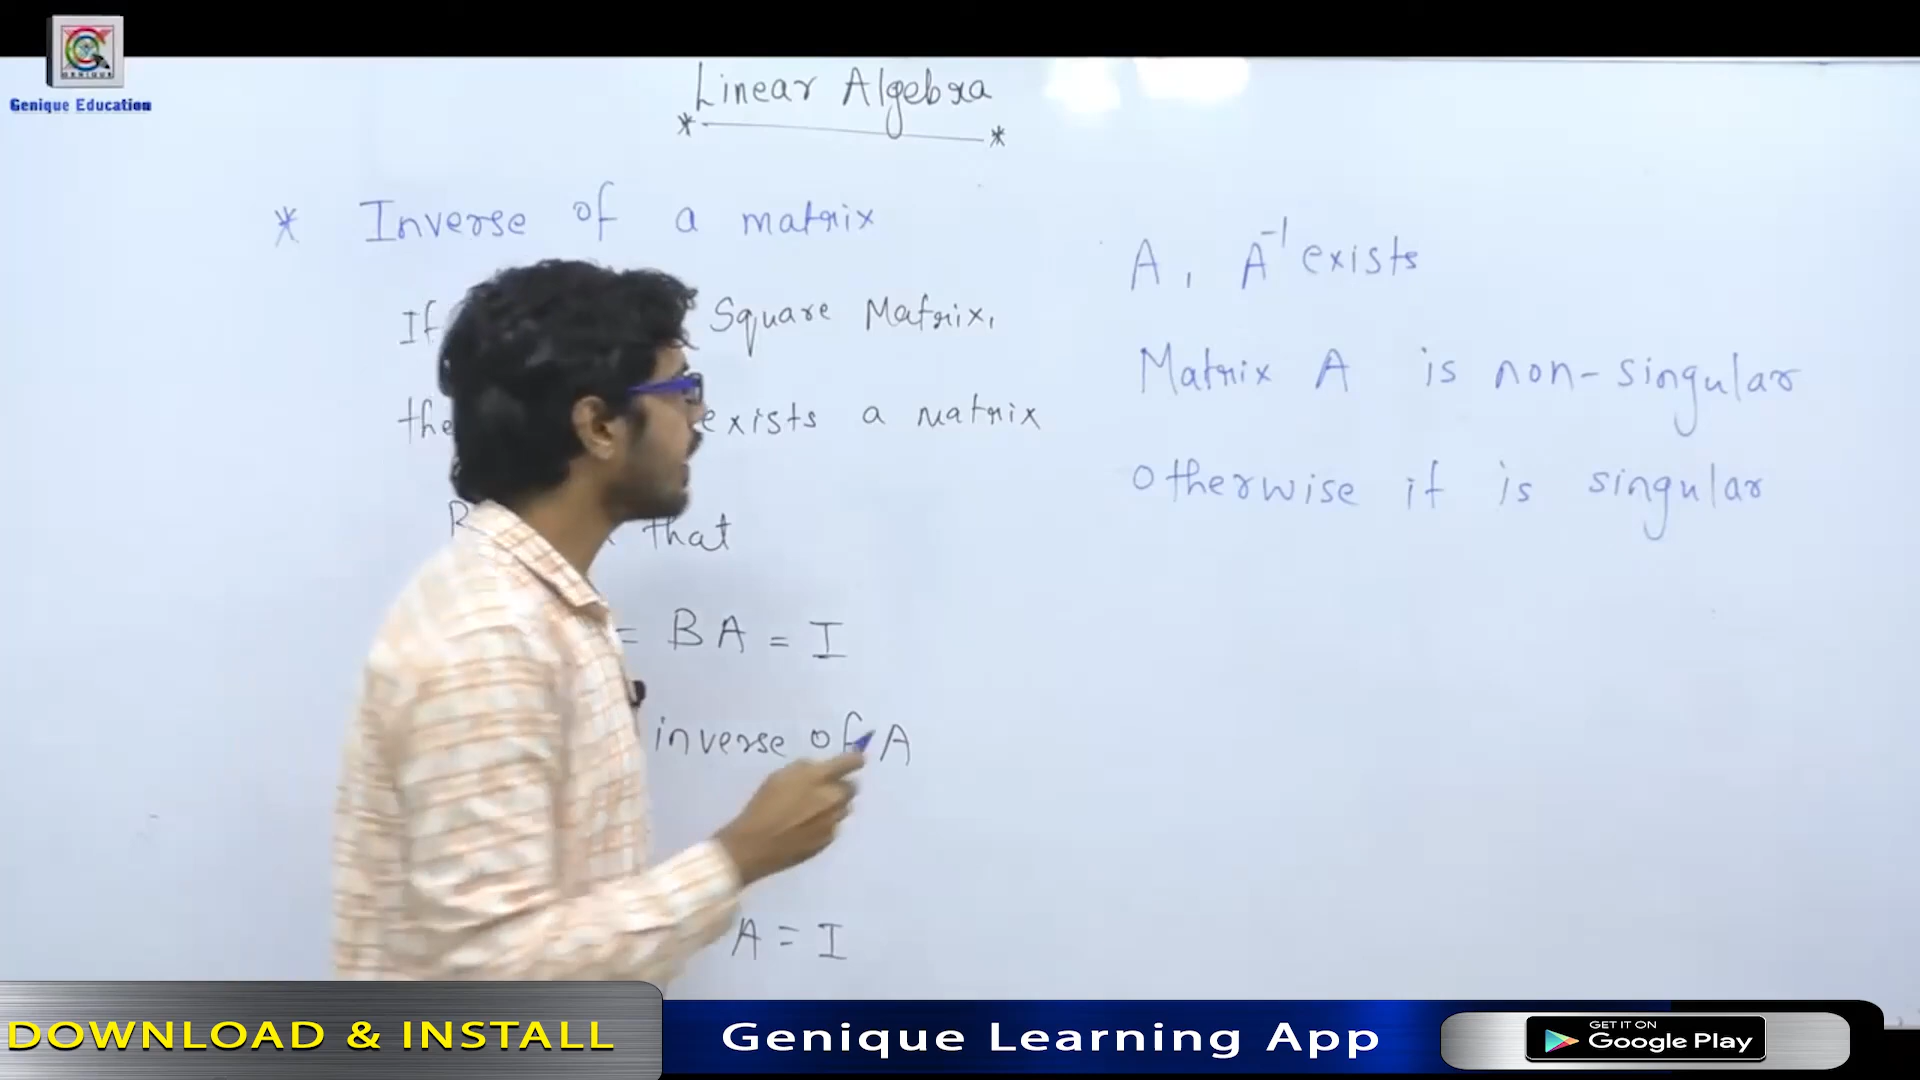 GENIQUE
Genique Education
Linear Algebra
* *
* Inverse of a matrix
If Square Matrix,
the exists a matrix
that
= BA = I
inverse of A
A = I
A, A⁻¹ exists
Matrix A is non-singular
otherwise it is singular
DOWNLOAD & INSTALL
Genique Learning App
GET IT ON
Google Play